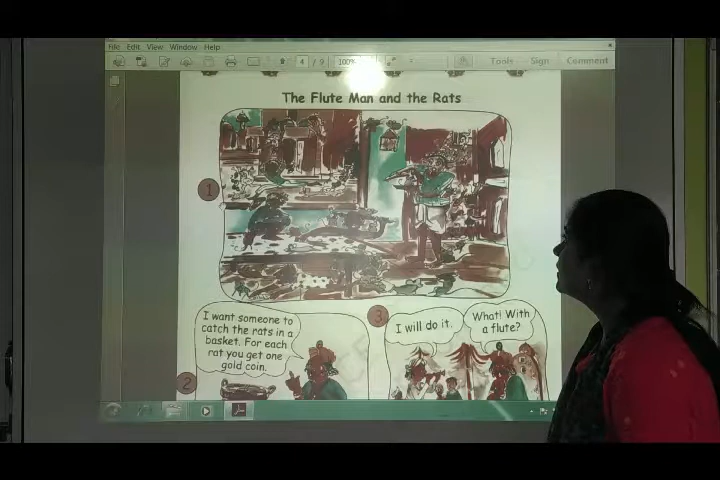 File Edit View Window Help
4 / 9 100% Tools Sign Comment
The Flute Man and the Rats
1
I want someone to
catch the rats in a
basket. For each
rat you get one
gold coin.
2
3
I will do it.
What! With
a flute?